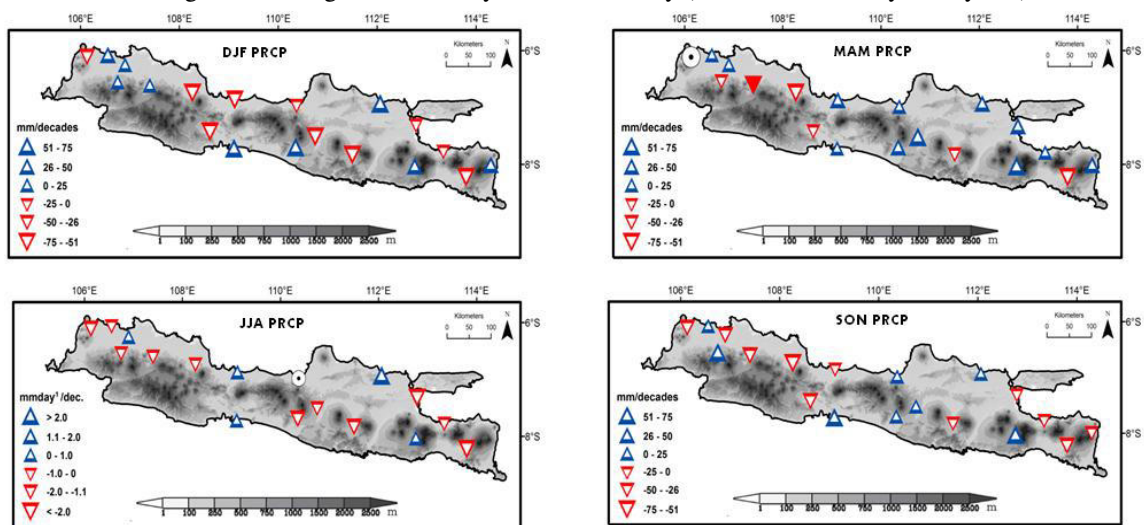 106°E 108°E 110°E 112°E 114°E
DJF PRCP
Kilometers
0 50 100
N
6°S
8°S
mm/decades
51 - 75
26 - 50
0 - 25
-25 - 0
-50 - -26
-75 - -51
1 100 250 500 750 1000 1500 2000 2500 m
106°E 108°E 110°E 112°E 114°E
MAM PRCP
Kilometers
0 50 100
N
6°S
8°S
mm/decades
51 - 75
26 - 50
0 - 25
-25 - 0
-50 - -26
-75 - -51
1 100 250 500 750 1000 1500 2000 2500 m
106°E 108°E 110°E 112°E 114°E
JJA PRCP
Kilometers
0 50 100
N
6°S
8°S
mmday¹/dec.
> 2.0
1.1 - 2.0
0 - 1.0
-1.0 - 0
-2.0 - -1.1
< -2.0
1 100 250 500 750 1000 1500 2000 2500 m
106°E 108°E 110°E 112°E 114°E
SON PRCP
Kilometers
0 50 100
N
6°S
8°S
mm/decades
51 - 75
26 - 50
0 - 25
-25 - 0
-50 - -26
-75 - -51
1 100 250 500 750 1000 1500 2000 2500 m